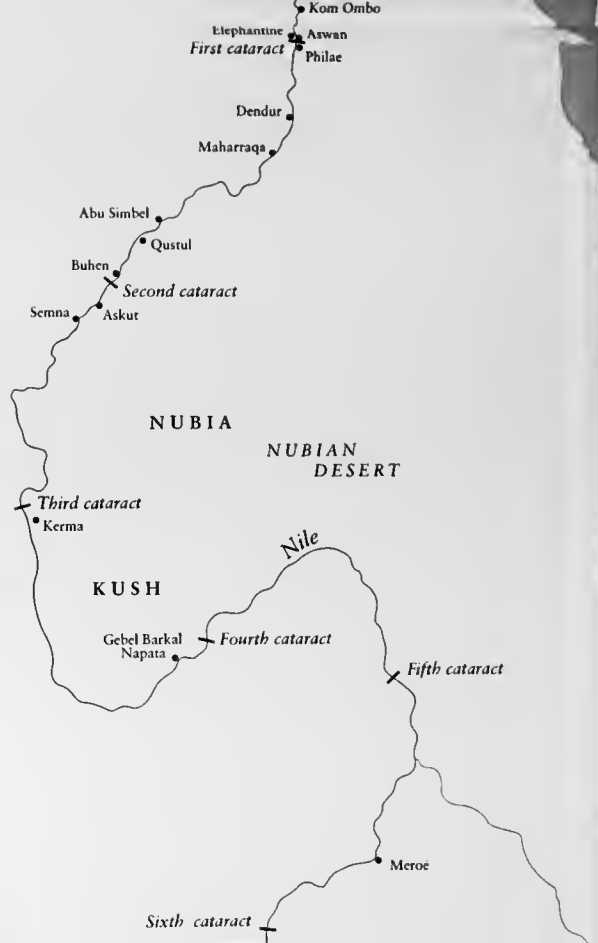 Kom Ombo
Elephantine
Aswan
First cataract
Philae
Dendur
Maharraqa
Abu Simbel
Qustul
Buhen
Second cataract
Semna
Askut
NUBIA
NUBIAN
DESERT
Third cataract
Kerma
Nile
KUSH
Gebel Barkal
Napata
Fourth cataract
Fifth cataract
Meroë
Sixth cataract